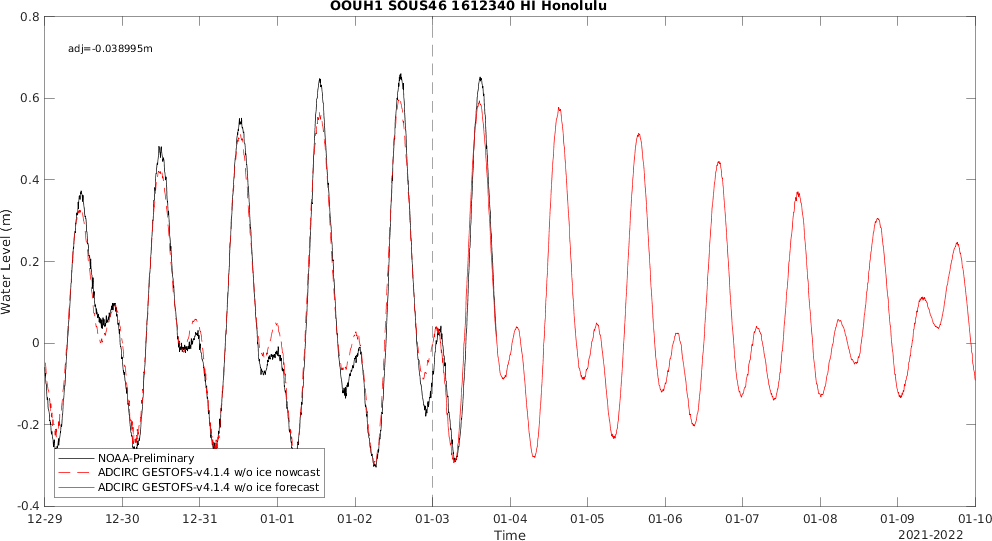 OOUH1 SOUS46 1612340 HI Honolulu
adj=-0.038995m
0.8
0.6
0.4
0.2
0
-0.2
-0.4
Water Level (m)
NOAA-Preliminary
ADCIRC GESTOFS-v4.1.4 w/o ice nowcast
ADCIRC GESTOFS-v4.1.4 w/o ice forecast
12-29 12-30 12-31 01-01 01-02 01-03 01-04 01-05 01-06 01-07 01-08 01-09 01-10
Time
2021-2022